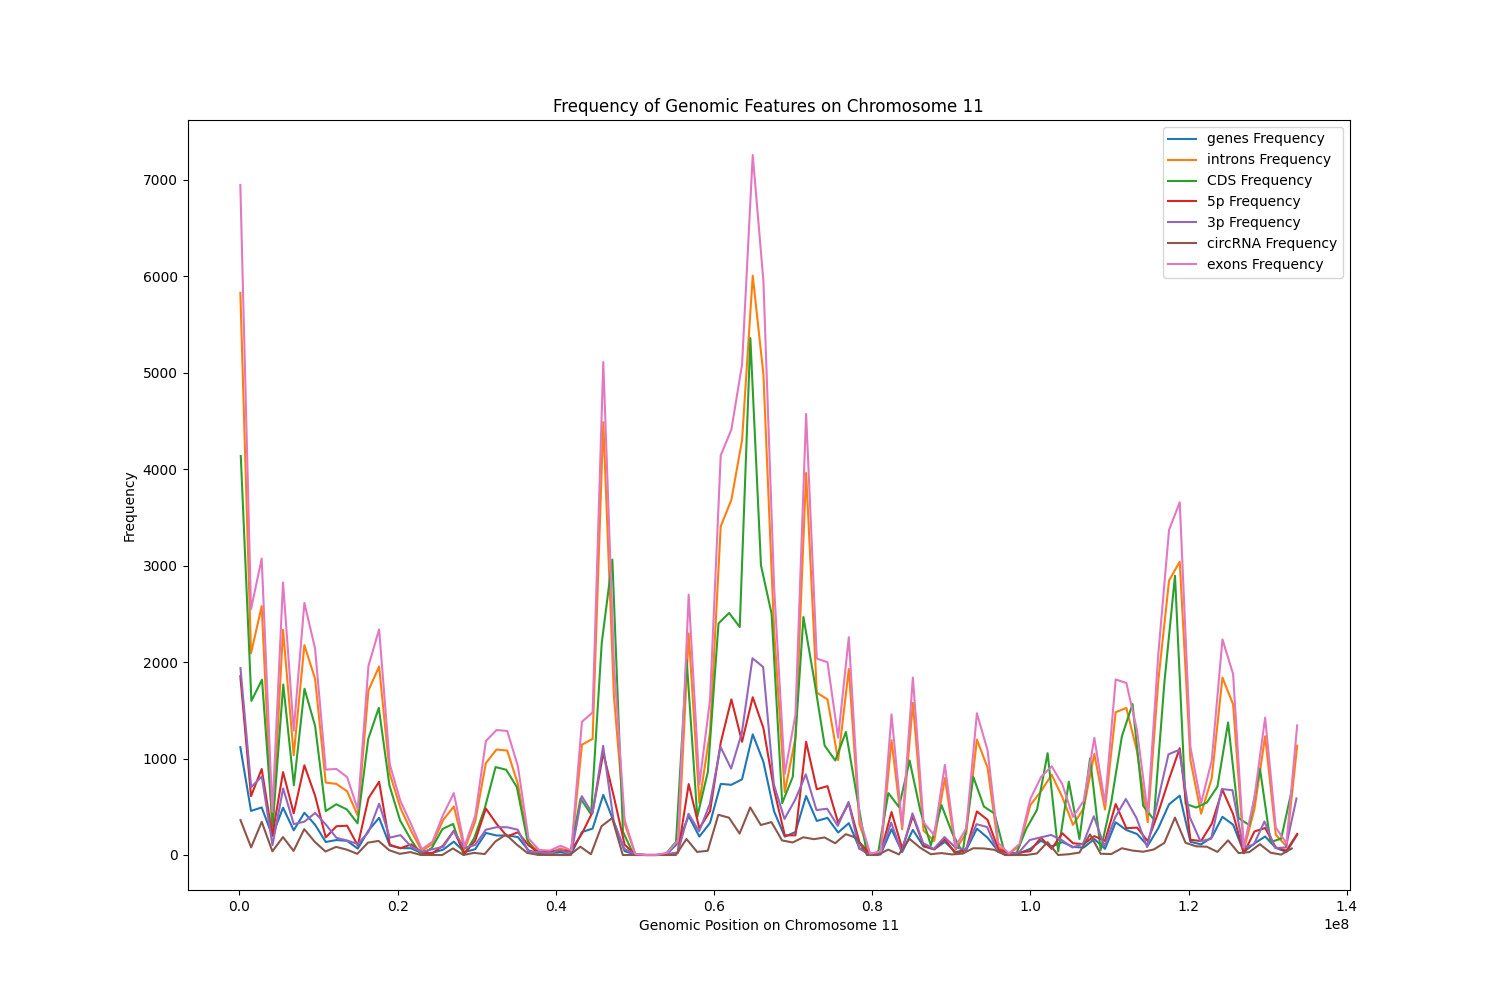 Frequency of Genomic Features on Chromosome 11
genes Frequency
introns Frequency
CDS Frequency
5p Frequency
3p Frequency
circRNA Frequency
exons Frequency
7000
6000
5000
4000
3000
2000
1000
0
Frequency
0.0 0.2 0.4 0.6 0.8 1.0 1.2 1.4
1e8
Genomic Position on Chromosome 11